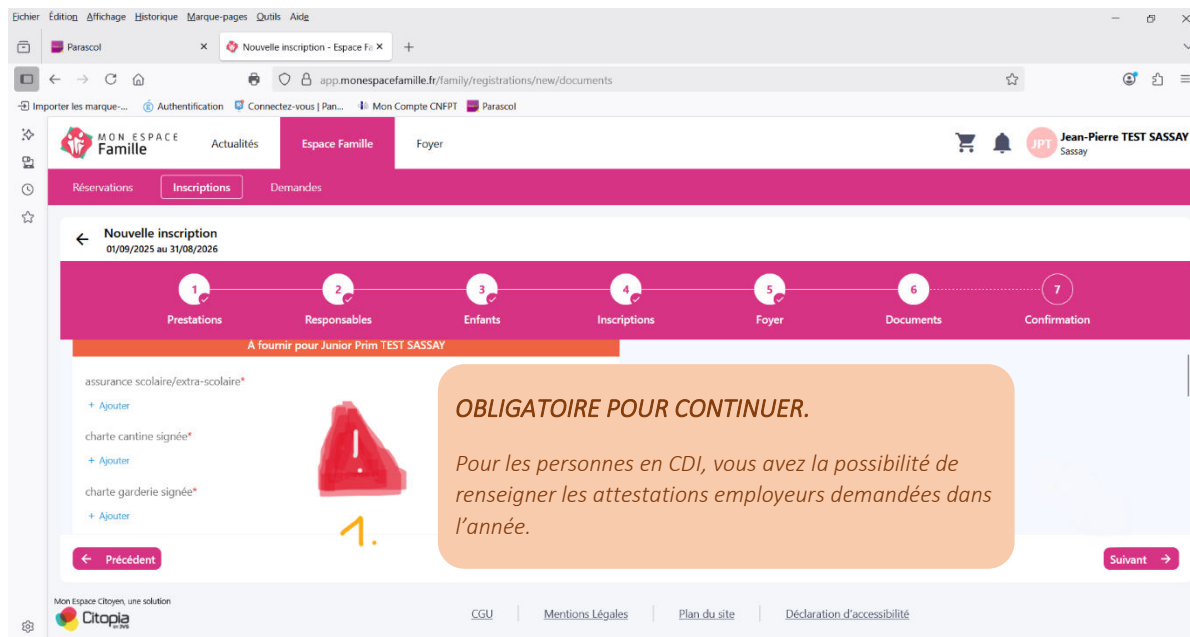 Fichier Édition Affichage Historique Marque-pages Outils Aide
Parascol × Nouvelle inscription - Espace Fa × +
app.monespacefamille.fr/family/registrations/new/documents
Importer les marque-... Authentification Connectez-vous | Pan... Mon Compte CNFPT Parascol
MON ESPACE
Famille
Actualités Espace Famille Foyer
JPT Jean-Pierre TEST SASSAY
Sassay
Réservations Inscriptions Demandes
Nouvelle inscription
01/09/2025 au 31/08/2026
1 2 3 4 5 6 7
Prestations Responsables Enfants Inscriptions Foyer Documents Confirmation
À fournir pour Junior Prim TEST SASSAY
assurance scolaire/extra-scolaire*
+ Ajouter
charte cantine signée*
+ Ajouter
charte garderie signée*
+ Ajouter
!
1.
OBLIGATOIRE POUR CONTINUER.
Pour les personnes en CDI, vous avez la possibilité de
renseigner les attestations employeurs demandées dans
l'année.
← Précédent
Suivant →
Mon Espace Citoyen, une solution
Citopia
CGU Mentions Légales Plan du site Déclaration d'accessibilité